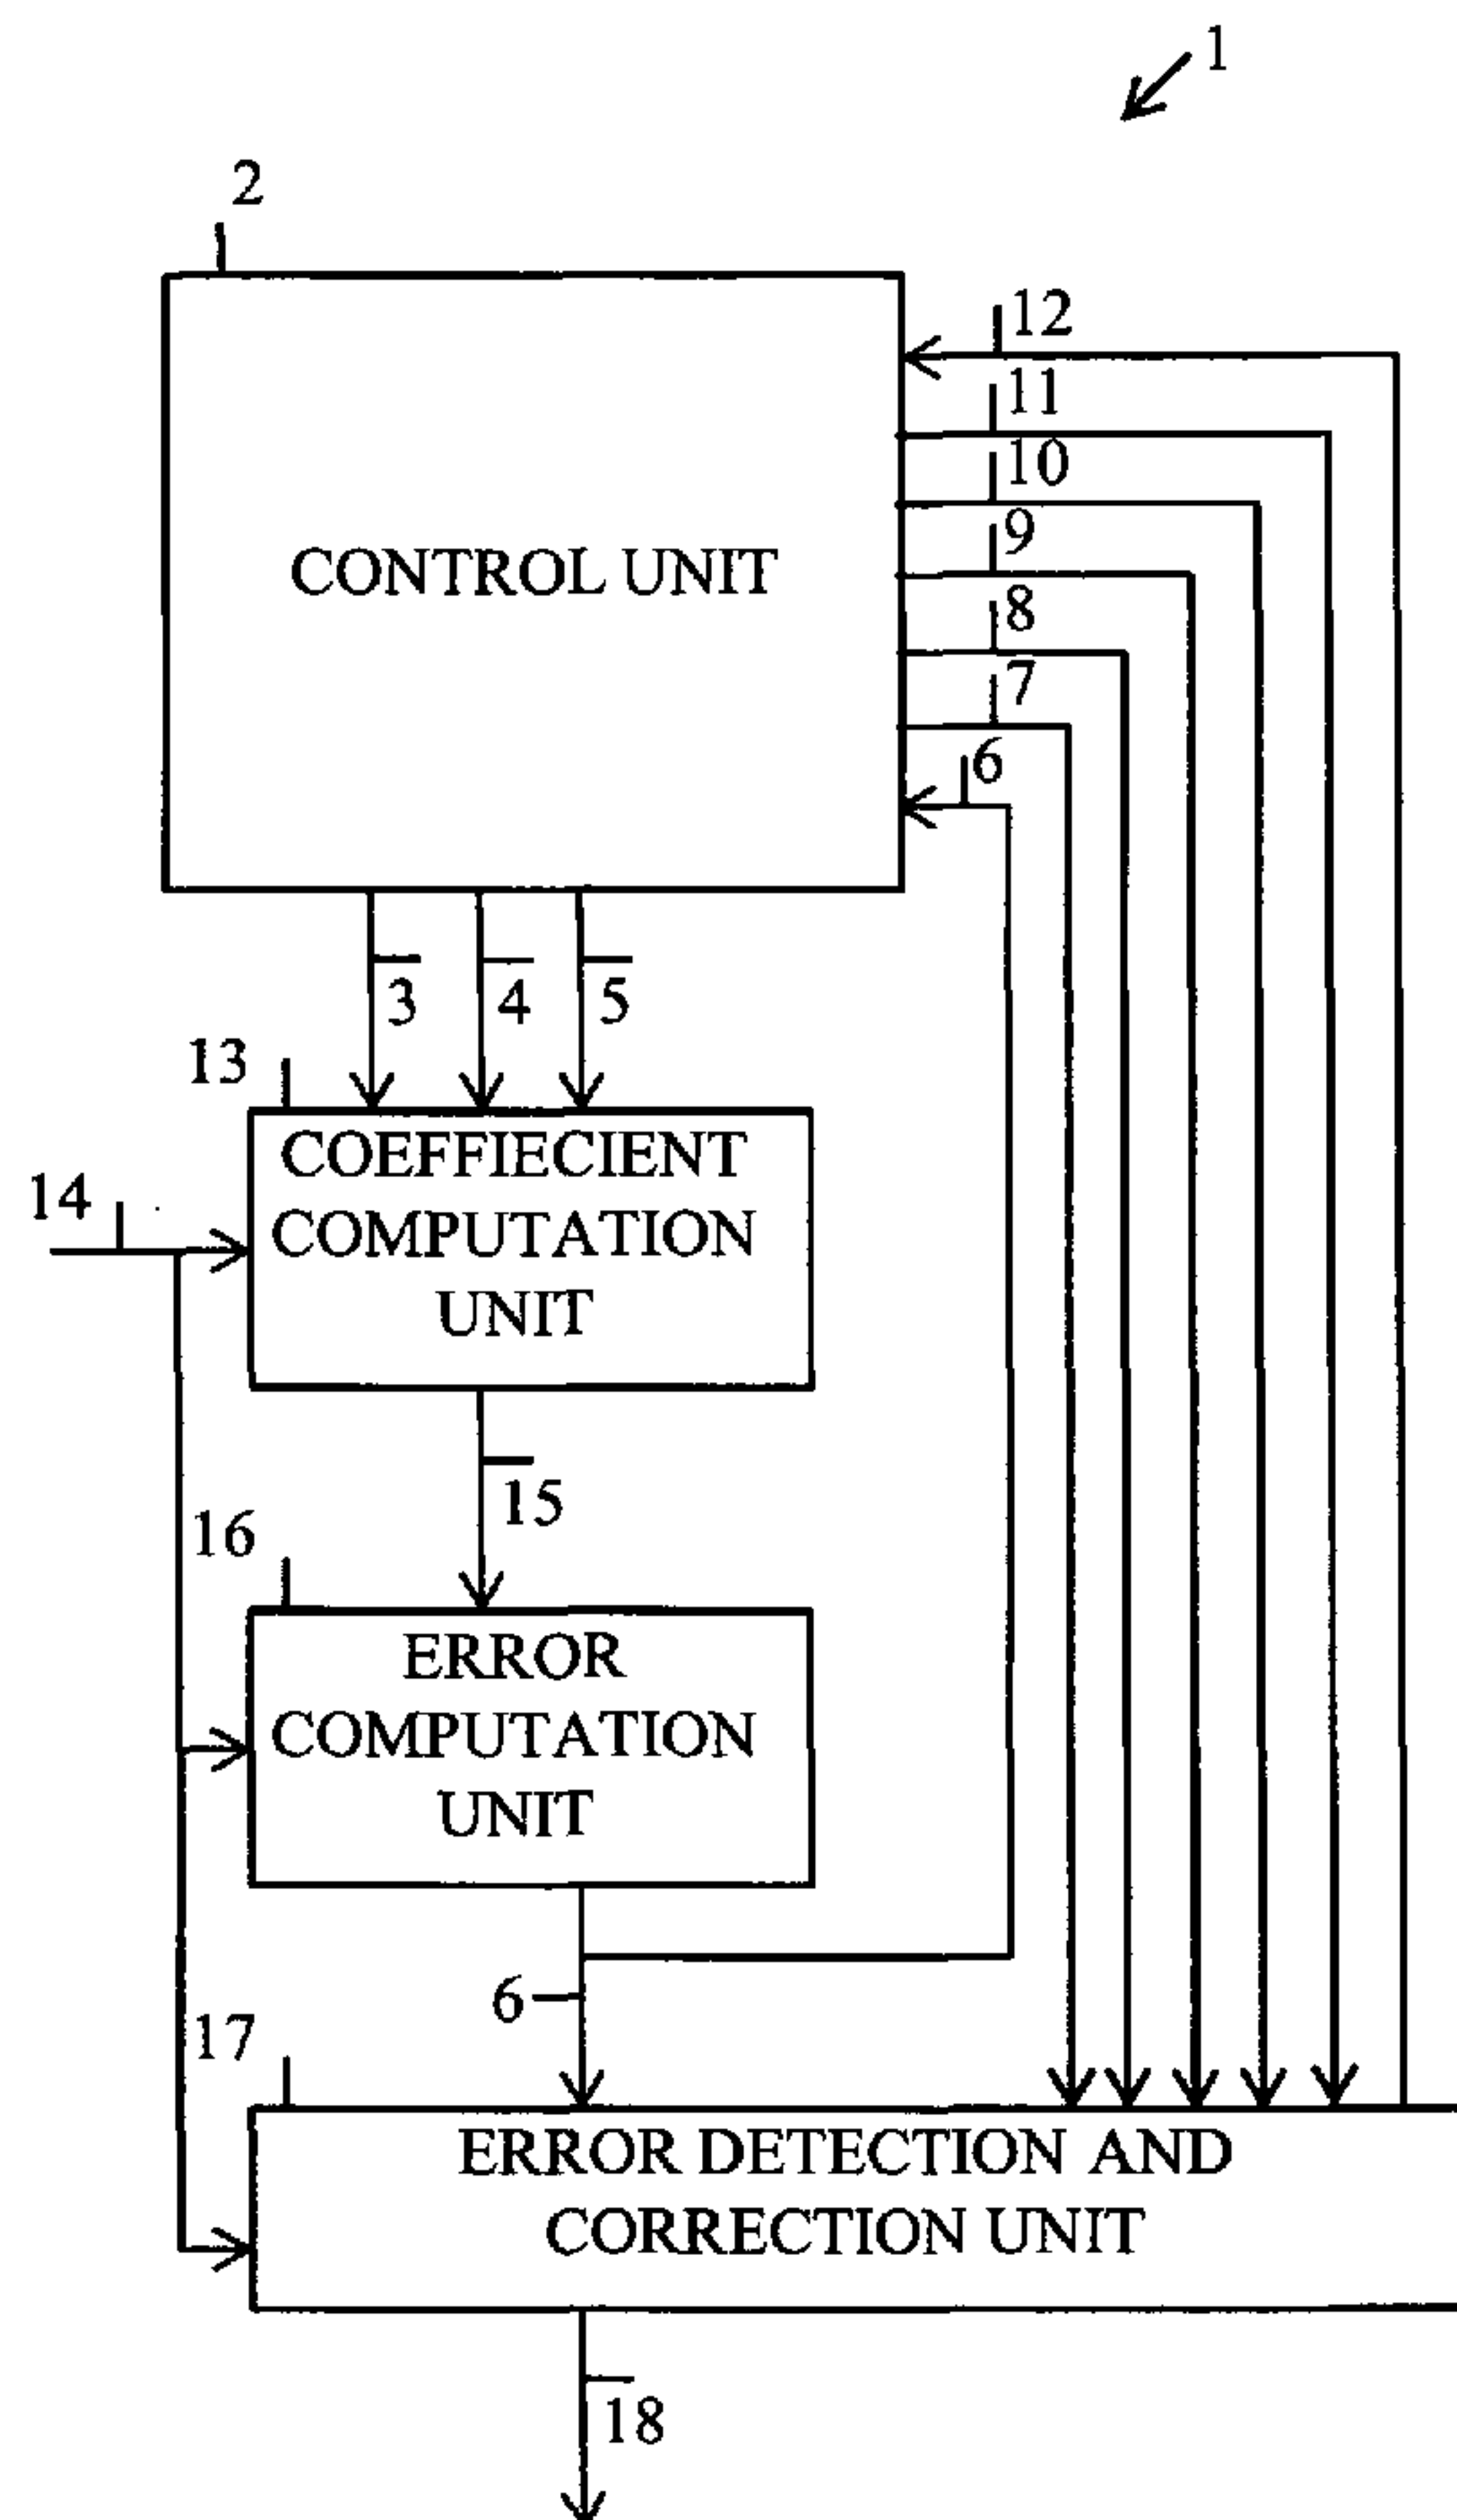 1
2
12
11
10
9
8
7
6
CONTROL UNIT
3 4 5
13
14
COEFFIECIENT
COMPUTATION
UNIT
15
16
ERROR
COMPUTATION
UNIT
6
17
ERROR DETECTION AND
CORRECTION UNIT
18